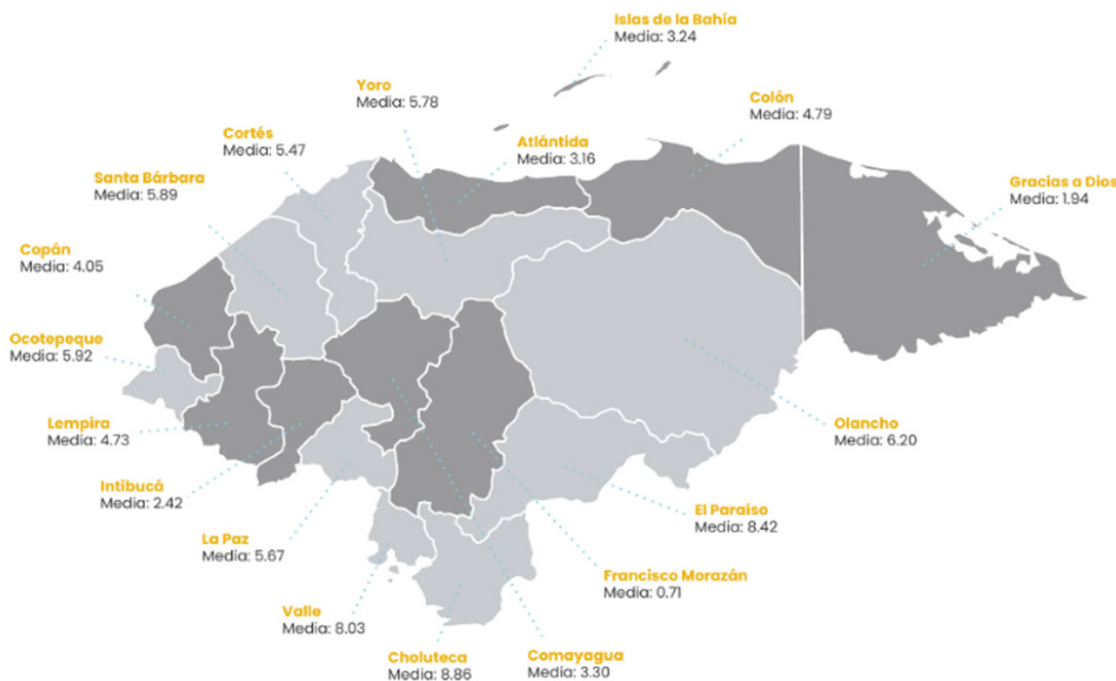 Islas de la Bahía
Media: 3.24
Yoro
Media: 5.78
Colón
Media: 4.79
Cortés
Media: 5.47
Atlántida
Media: 3.16
Santa Bárbara
Media: 5.89
Gracias a Dios
Media: 1.94
Copán
Media: 4.05
Ocotepeque
Media: 5.92
Lempira
Media: 4.73
Olancho
Media: 6.20
Intibucá
Media: 2.42
El Paraíso
Media: 8.42
La Paz
Media: 5.67
Francisco Morazán
Media: 0.71
Valle
Media: 8.03
Choluteca
Media: 8.86
Comayagua
Media: 3.30